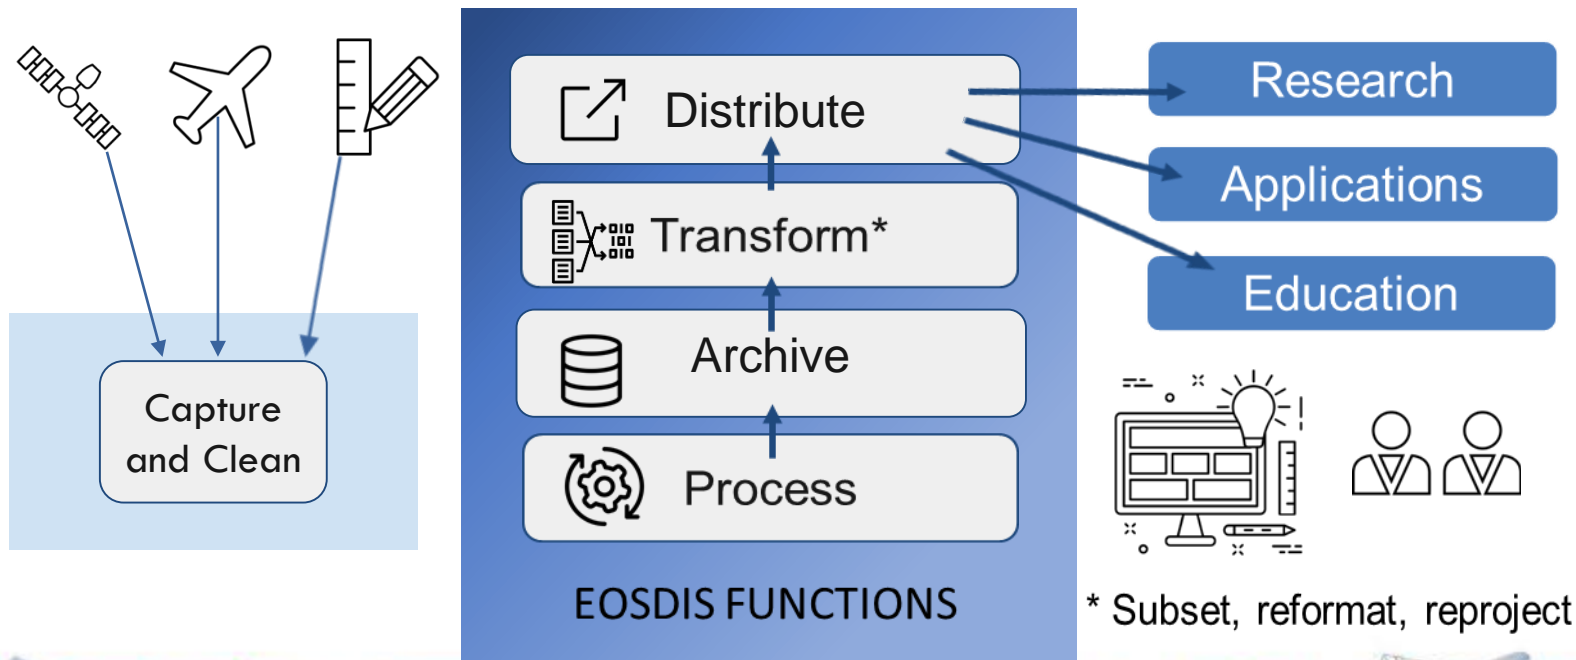 Capture
and Clean
Distribute
Transform*
Archive
Process
EOSDIS FUNCTIONS
Research
Applications
Education
* Subset, reformat, reproject